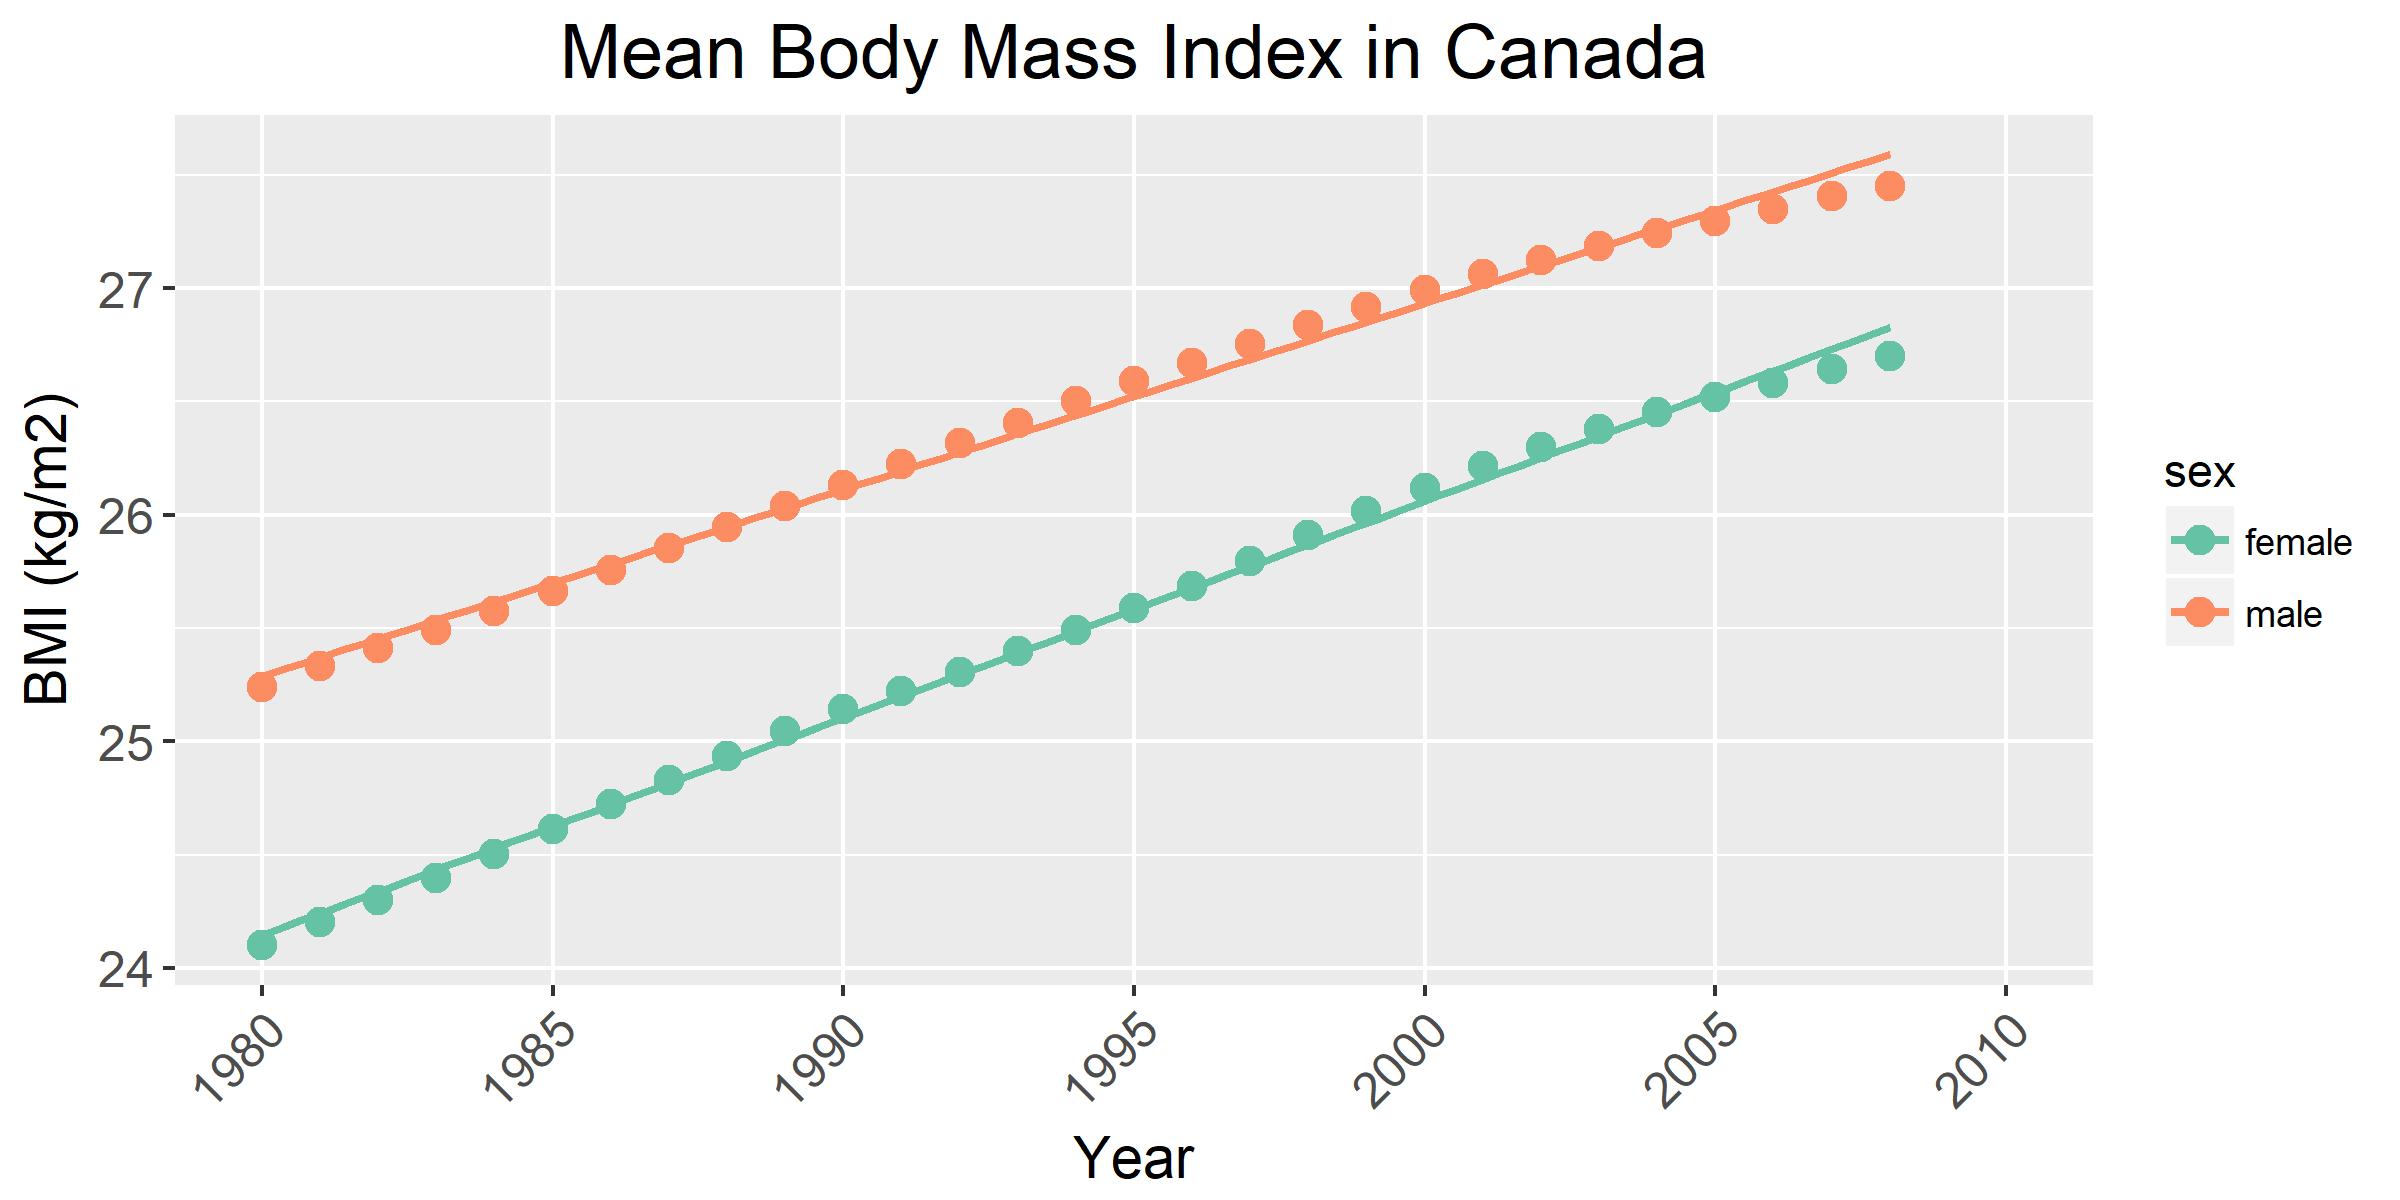 Mean Body Mass Index in Canada
BMI (kg/m2)
27
26
25
24
1980
1985
1990
1995
2000
2005
2010
Year
sex
female
male